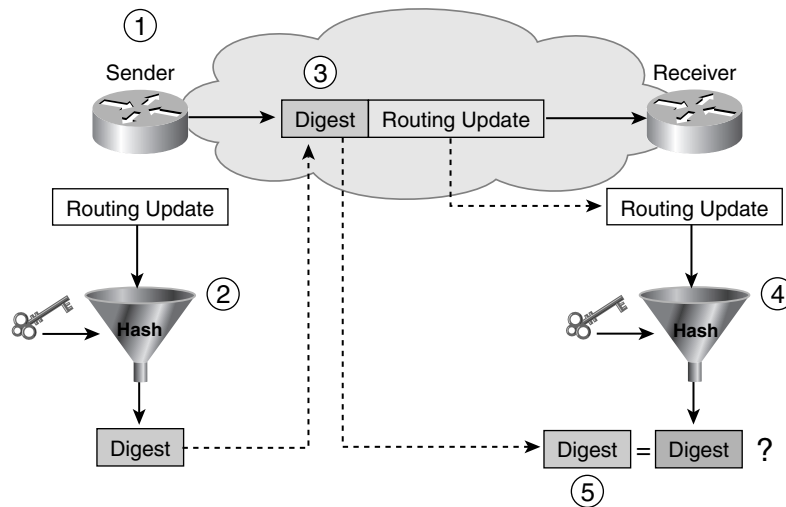 1
Sender
3
Receiver
Digest Routing Update
Routing Update
Routing Update
2
4
Hash
Hash
Digest
Digest = Digest ?
5